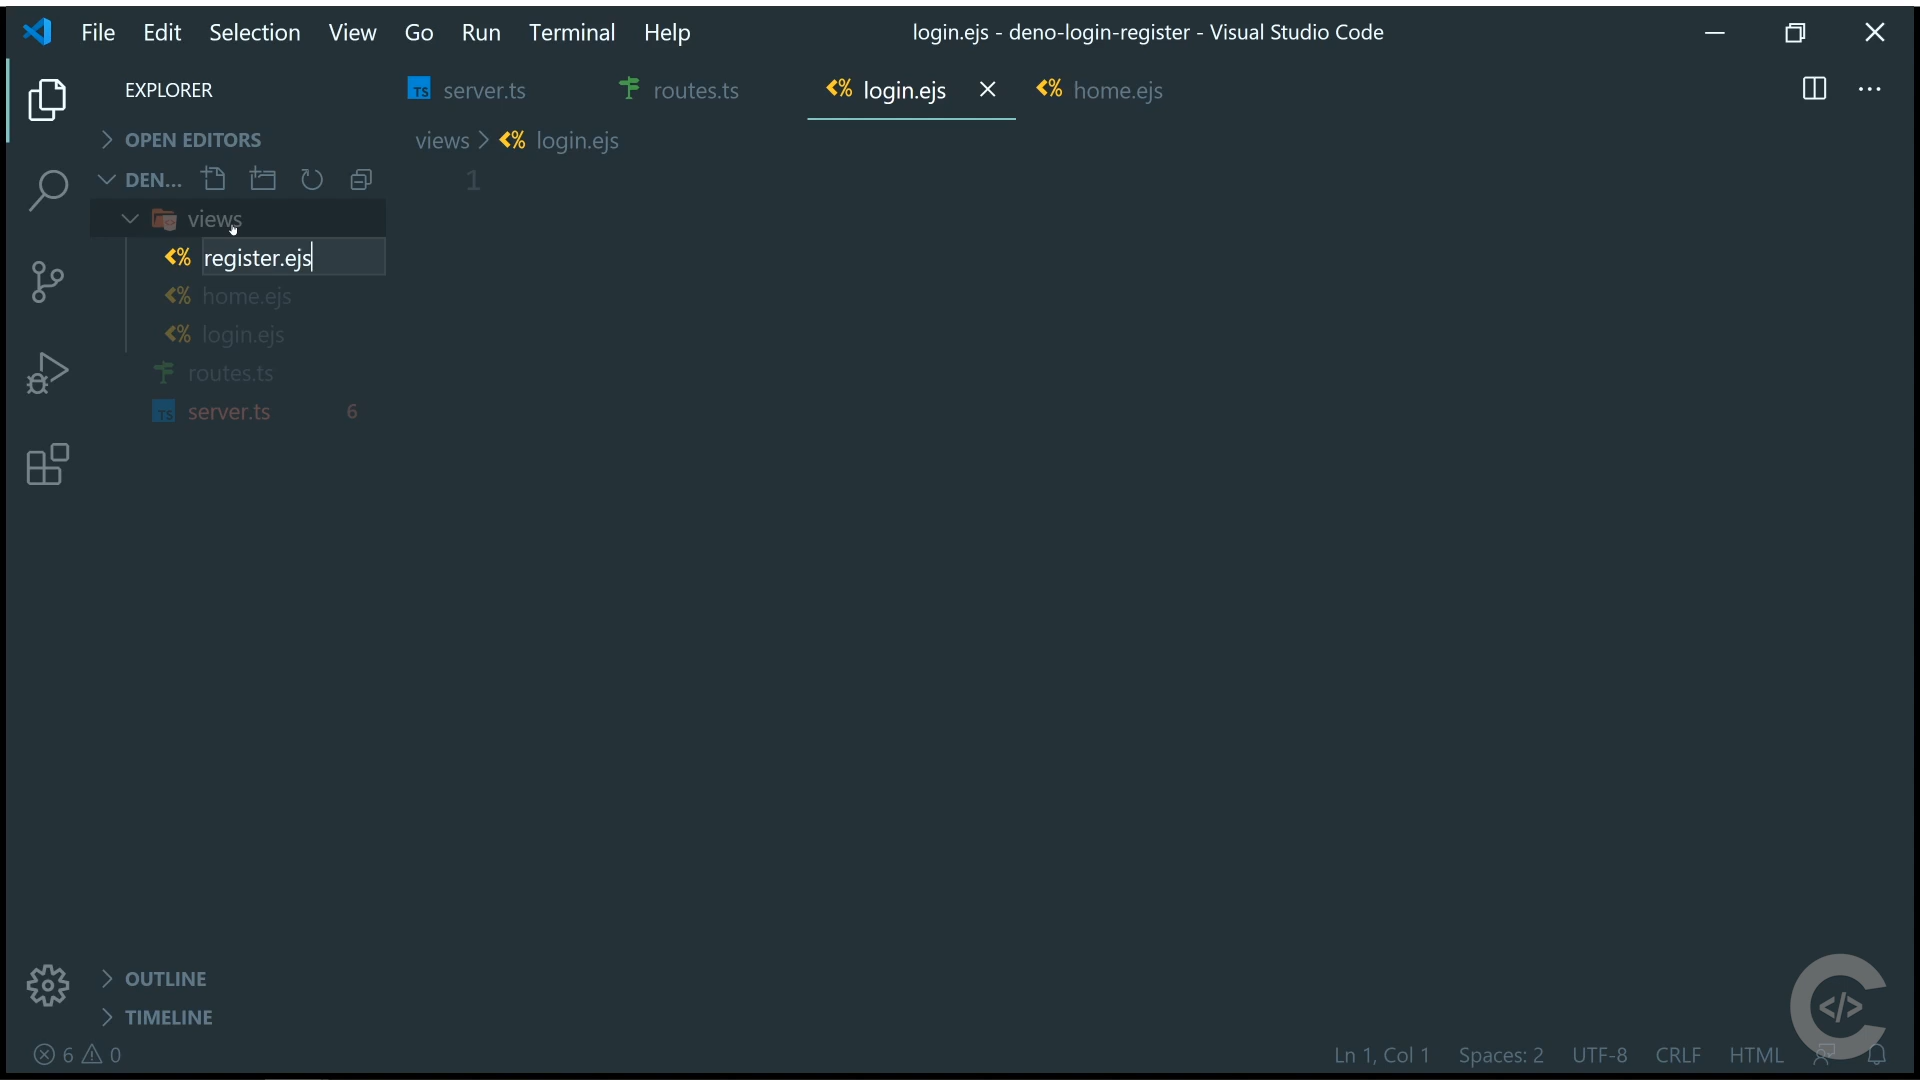 File Edit Selection View Go Run Terminal Help login.ejs - deno-login-register - Visual Studio Code
EXPLORER
TS server.ts routes.ts <% login.ejs <% home.ejs
OPEN EDITORS
views > <% login.ejs
DEN...
1
views
<% register.ejs
<% home.ejs
<% login.ejs
routes.ts
TS server.ts 6
OUTLINE
TIMELINE
</>
6 0 Ln 1, Col 1 Spaces: 2 UTF-8 CRLF HTML